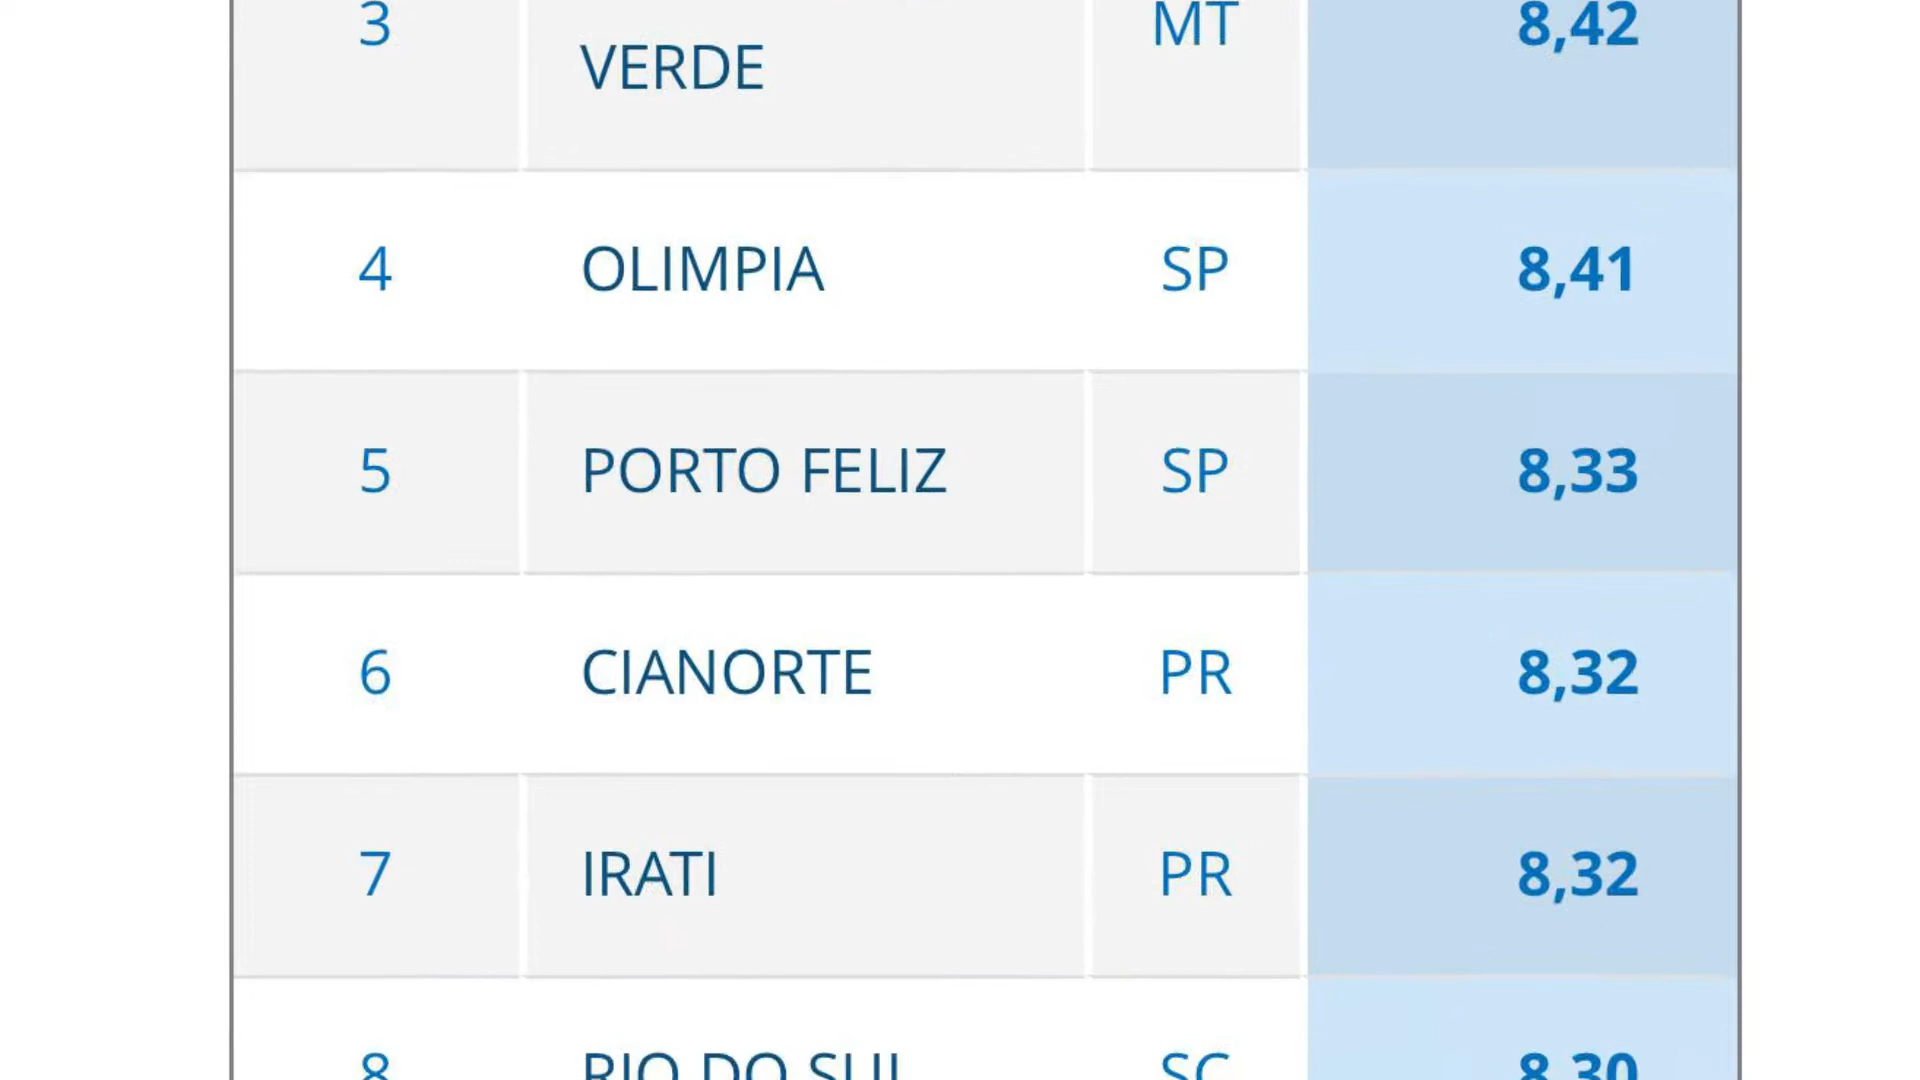 3 MT 8,42
VERDE
4 OLIMPIA SP 8,41
5 PORTO FELIZ SP 8,33
6 CIANORTE PR 8,32
7 IRATI PR 8,32
8 RIO DO SUL SC 8,30